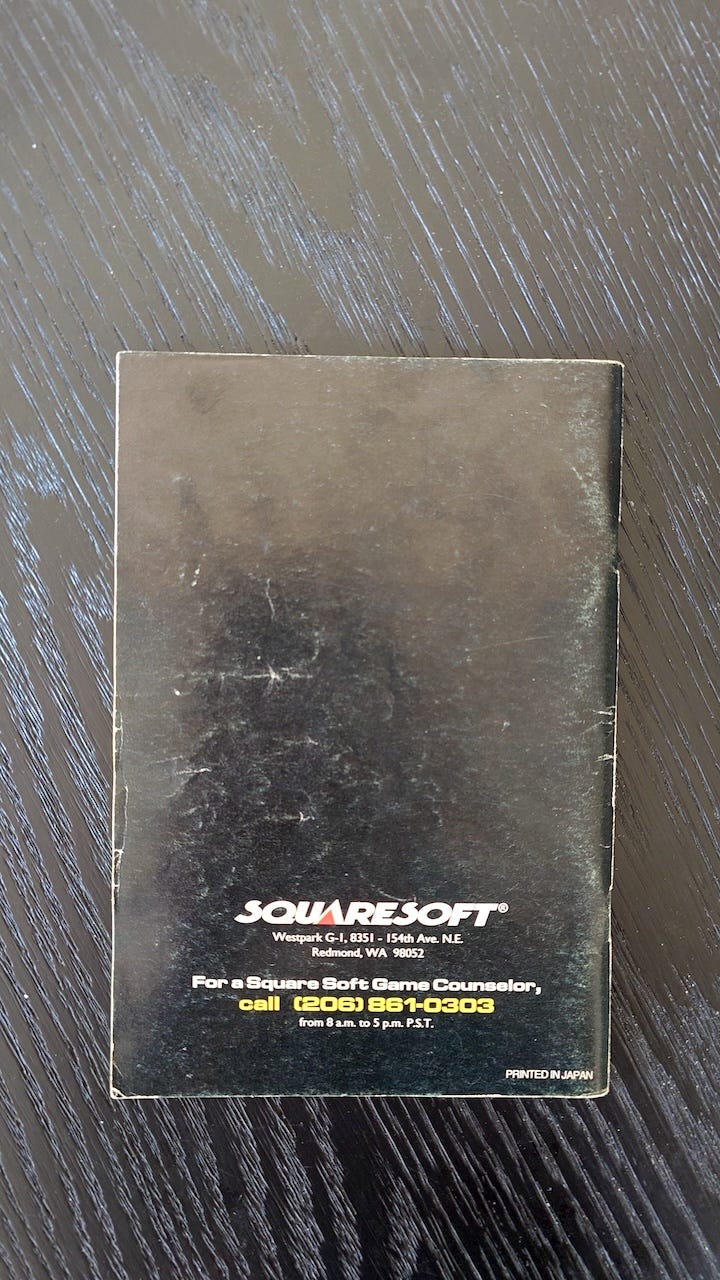 SQUARESOFT®
Westpark G-1, 8351 - 154th Ave. N.E.
Redmond, WA 98052
For a Square Soft Game Counselor,
call (206) 861-0303
from 8 a.m. to 5 p.m. P.S.T.
PRINTED IN JAPAN